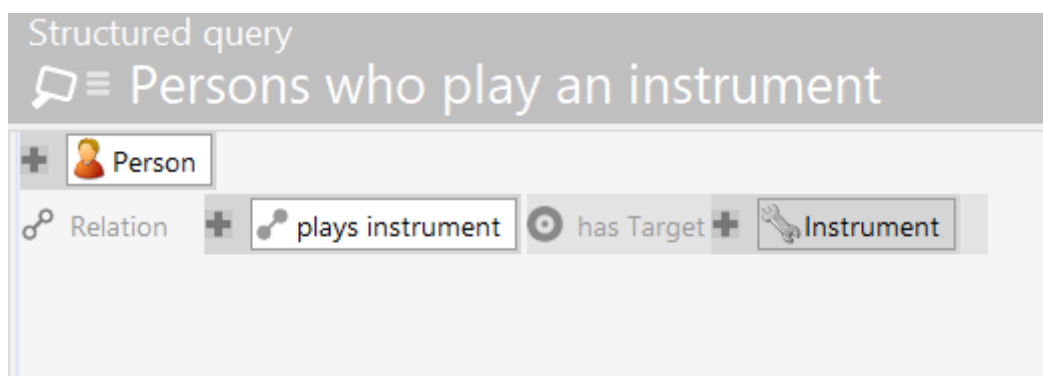 Structured query
Persons who play an instrument
Person
Relation plays instrument has Target Instrument